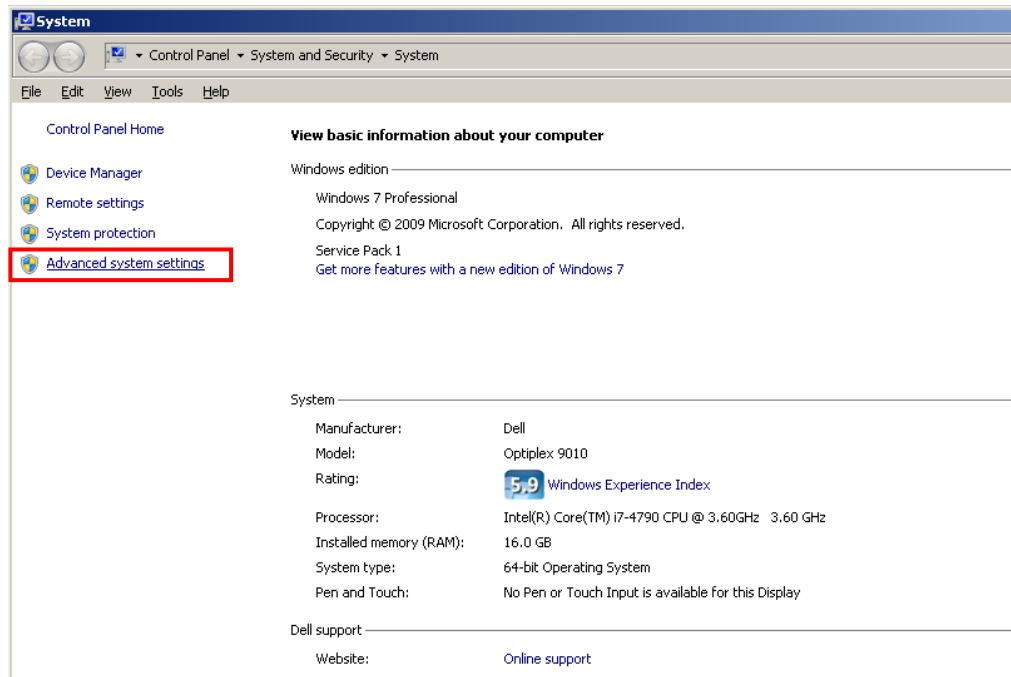 System
Control Panel System and Security System
File Edit View Tools Help
Control Panel Home
Device Manager
Remote settings
System protection
Advanced system settings
View basic information about your computer
Windows edition
Windows 7 Professional
Copyright © 2009 Microsoft Corporation. All rights reserved.
Service Pack 1
Get more features with a new edition of Windows 7
System
Manufacturer: Dell
Model: Optiplex 9010
Rating: 5.9 Windows Experience Index
Processor: Intel(R) Core(TM) i7-4790 CPU @ 3.60GHz 3.60 GHz
Installed memory (RAM): 16.0 GB
System type: 64-bit Operating System
Pen and Touch: No Pen or Touch Input is available for this Display
Dell support
Website: Online support